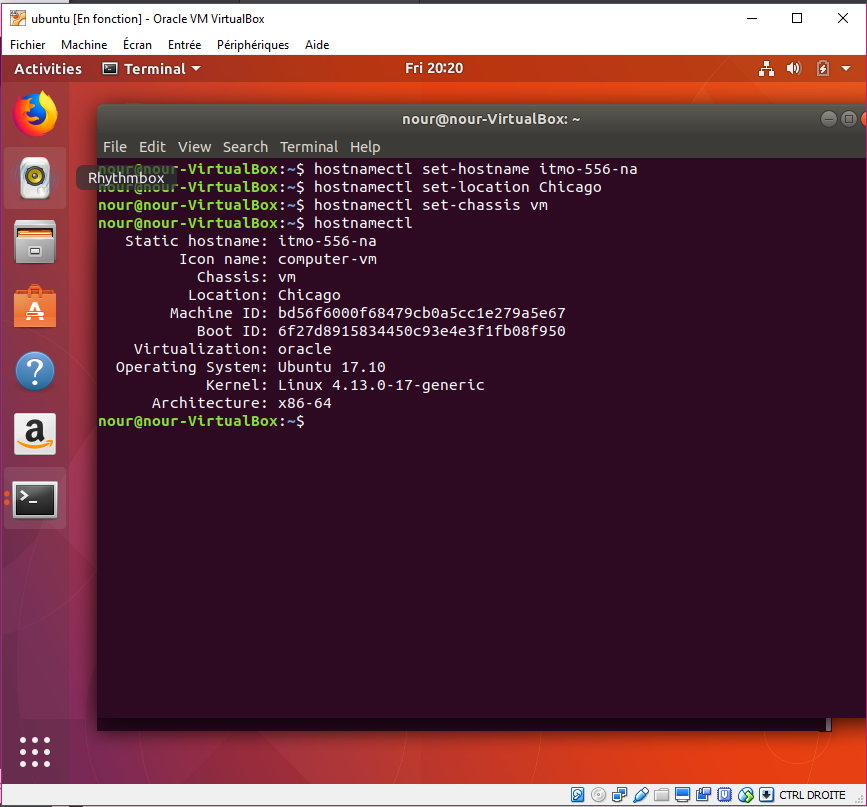 ubuntu [En fonction] - Oracle VM VirtualBox
Fichier Machine Écran Entrée Périphériques Aide
Activities Terminal Fri 20:20
nour@nour-VirtualBox: ~
File Edit View Search Terminal Help
nour@nour-VirtualBox:~$ hostnamectl set-hostname itmo-556-na
Rhythmbox
nour@nour-VirtualBox:~$ hostnamectl set-location Chicago
nour@nour-VirtualBox:~$ hostnamectl set-chassis vm
nour@nour-VirtualBox:~$ hostnamectl
Static hostname: itmo-556-na
Icon name: computer-vm
Chassis: vm
Location: Chicago
Machine ID: bd56f6000f68479cb0a5cc1e279a5e67
Boot ID: 6f27d8915834450c93e4e3f1fb08f950
Virtualization: oracle
Operating System: Ubuntu 17.10
Kernel: Linux 4.13.0-17-generic
Architecture: x86-64
nour@nour-VirtualBox:~$
CTRL DROITE